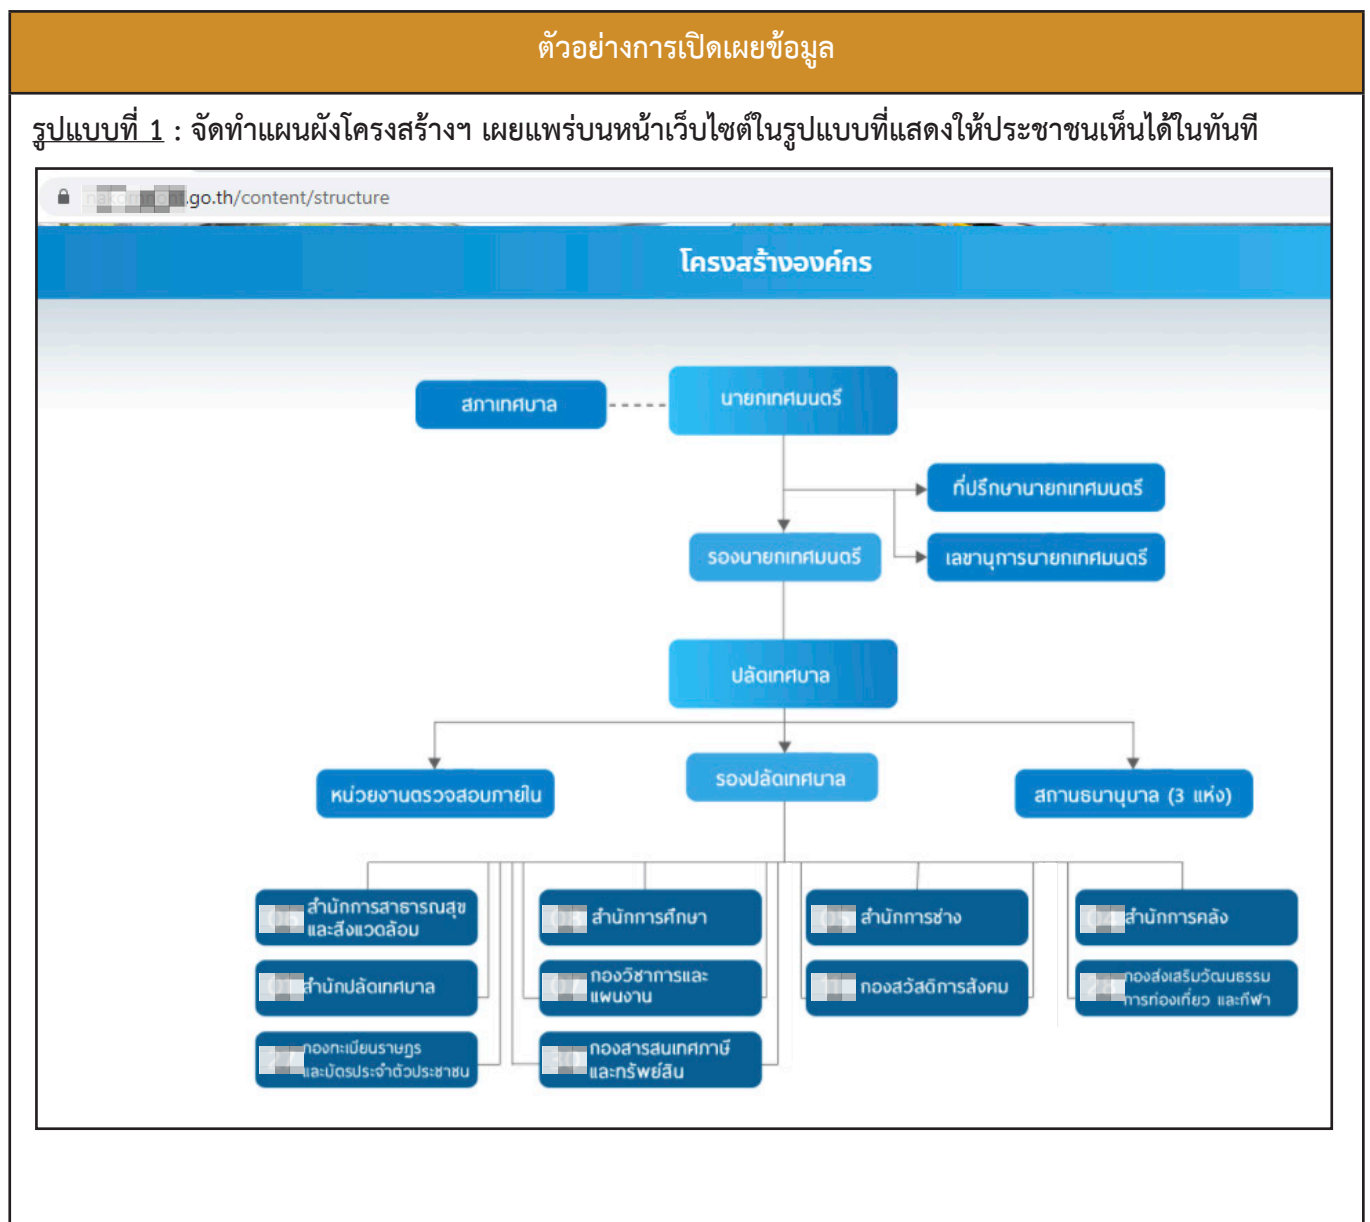 ตัวอย่างการเปิดเผยข้อมูล
รูปแบบที่ 1 : จัดทำแผนผังโครงสร้างฯ เผยแพร่บนหน้าเว็บไซต์ในรูปแบบที่แสดงให้ประชาชนเห็นได้ในทันที
.go.th/content/structure
โครงสร้างองค์กร
สภาเทศบาล
นายกเทศมนตรี
ที่ปรึกษานายกเทศมนตรี
รองนายกเทศมนตรี
เลขานุการนายกเทศมนตรี
ปลัดเทศบาล
หน่วยงานตรวจสอบภายใน
รองปลัดเทศบาล
สถานธนานุบาล (3 แห่ง)
สำนักการสาธารณสุข
และสิ่งแวดล้อม
สำนักการศึกษา
สำนักการช่าง
สำนักการคลัง
สำนักปลัดเทศบาล
กองวิชาการและ
แผนงาน
กองสวัสดิการสังคม
กองส่งเสริมวัฒนธรรม
การท่องเที่ยว และกีฬา
กองทะเบียนราษฎร
และบัตรประจำตัวประชาชน
กองสารสนเทศภาษี
และทรัพย์สิน